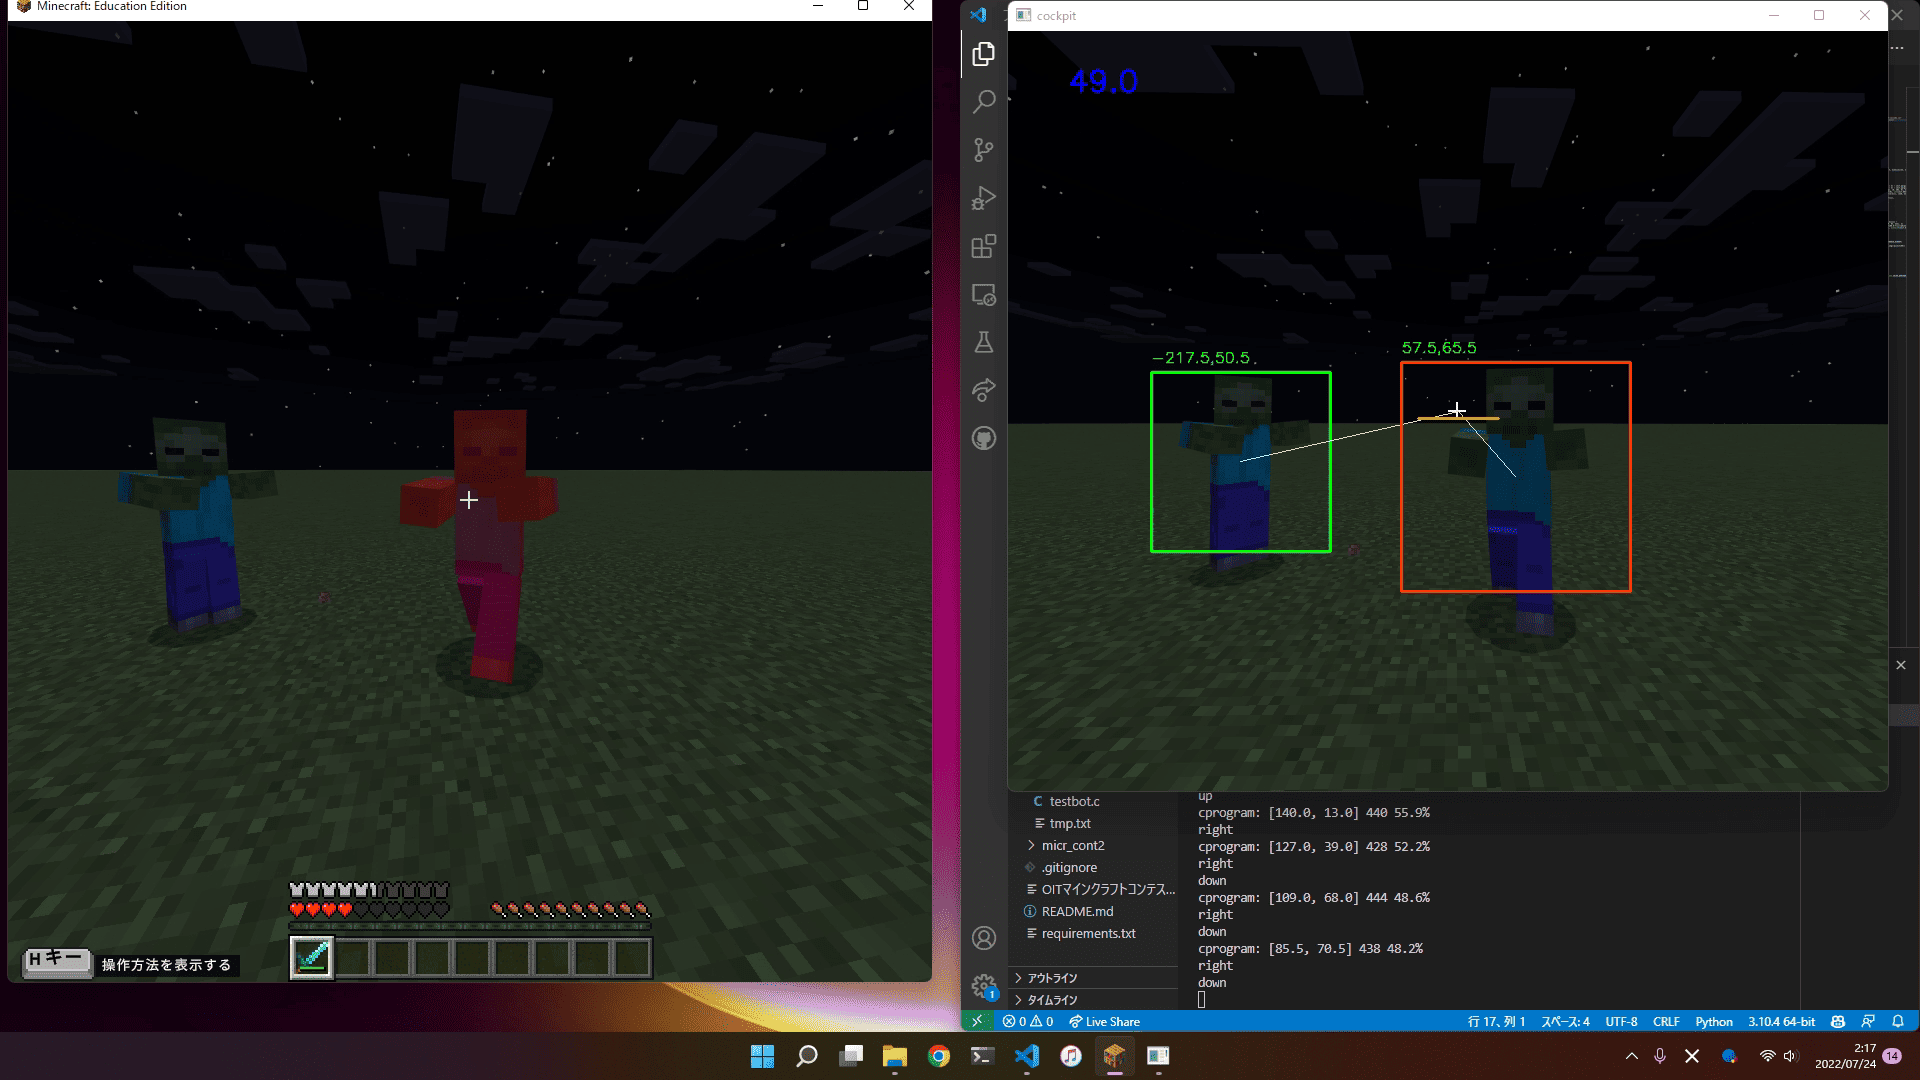 Minecraft: Education Edition
Hキー
操作方法を表示する
cockpit
49.0
-217.5,50.5
57.5,65.5
testbot.c
tmp.txt
micr_cont2
.gitignore
OITマインクラフトコンテス...
README.md
requirements.txt
アウトライン
タイムライン
up
cprogram: [140.0, 13.0] 440 55.9%
right
cprogram: [127.0, 39.0] 428 52.2%
right
down
cprogram: [109.0, 68.0] 444 48.6%
right
down
cprogram: [85.5, 70.5] 438 48.2%
right
down
1
0 0 Live Share
行 17、列 1 スペース: 4 UTF-8 CRLF Python 3.10.4 64-bit
2:17
2022/07/24
14